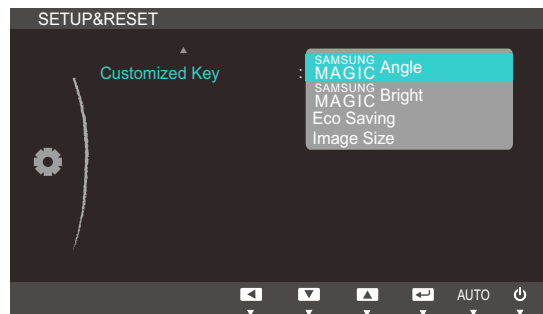 SETUP&RESET
Customized Key : SAMSUNG MAGIC Angle
SAMSUNG MAGIC Bright
Eco Saving
Image Size
AUTO